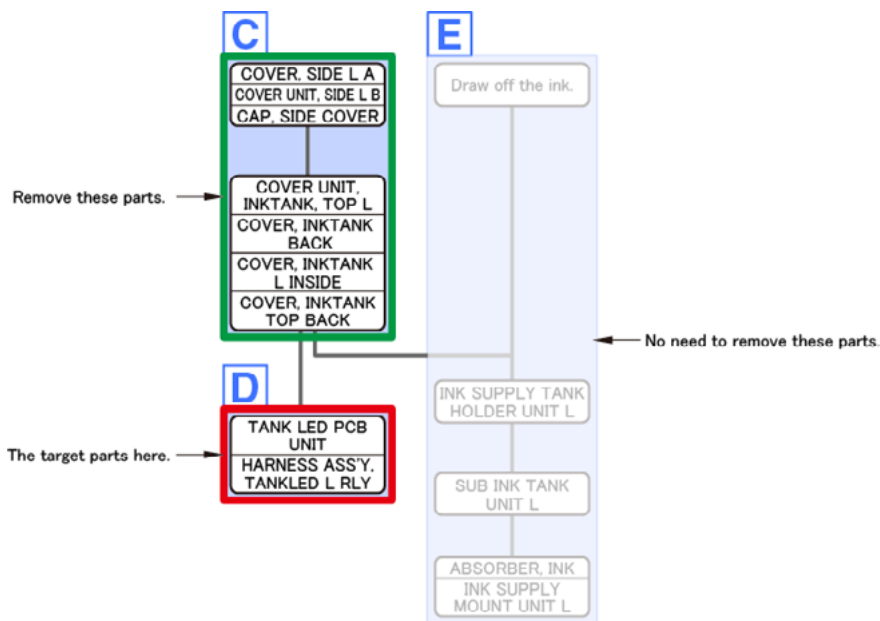 C
COVER, SIDE L A
COVER UNIT, SIDE L B
CAP, SIDE COVER
Remove these parts.
COVER UNIT,
INKTANK, TOP L
COVER, INKTANK
BACK
COVER, INKTANK
L INSIDE
COVER, INKTANK
TOP BACK
D
The target parts here.
TANK LED PCB
UNIT
HARNESS ASS'Y,
TANKLED L RLY
E
Draw off the ink.
No need to remove these parts.
INK SUPPLY TANK
HOLDER UNIT L
SUB INK TANK
UNIT L
ABSORBER, INK
INK SUPPLY
MOUNT UNIT L